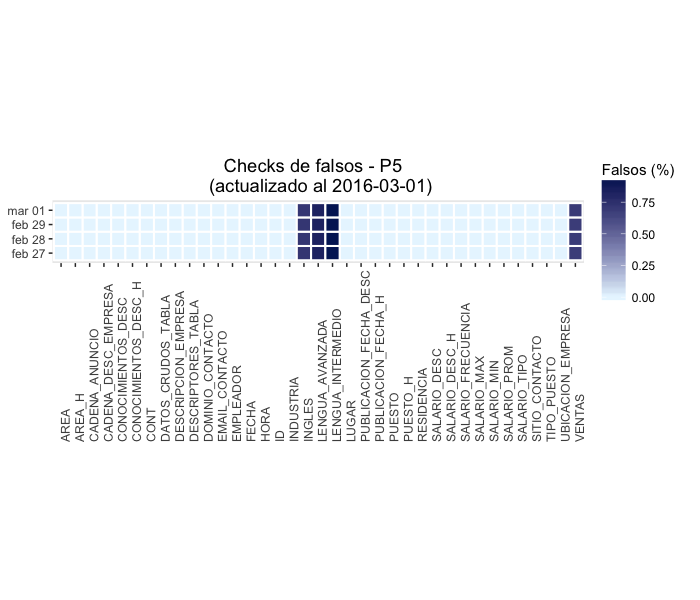 Checks de falsos - P5
(actualizado al 2016-03-01)
Falsos (%)
0.75
0.50
0.25
0.00
mar 01
feb 29
feb 28
feb 27
AREA
AREA_H
CADENA_ANUNCIO
CADENA_DESC_EMPRESA
CONOCIMIENTOS_DESC
CONOCIMIENTOS_DESC_H
CONT
DATOS_CRUDOS_TABLA
DESCRIPCION_EMPRESA
DESCRIPTORES_TABLA
DOMINIO_CONTACTO
EMAIL_CONTACTO
EMPLEADOR
FECHA
HORA
ID
INDUSTRIA
INGLES
LENGUA_AVANZADA
LENGUA_INTERMEDIO
LUGAR
PUBLICACION_FECHA_DESC
PUBLICACION_FECHA_H
PUESTO
PUESTO_H
RESIDENCIA
SALARIO_DESC
SALARIO_DESC_H
SALARIO_FRECUENCIA
SALARIO_MAX
SALARIO_MIN
SALARIO_PROM
SALARIO_TIPO
SITIO_CONTACTO
TIPO_PUESTO
UBICACION_EMPRESA
VENTAS